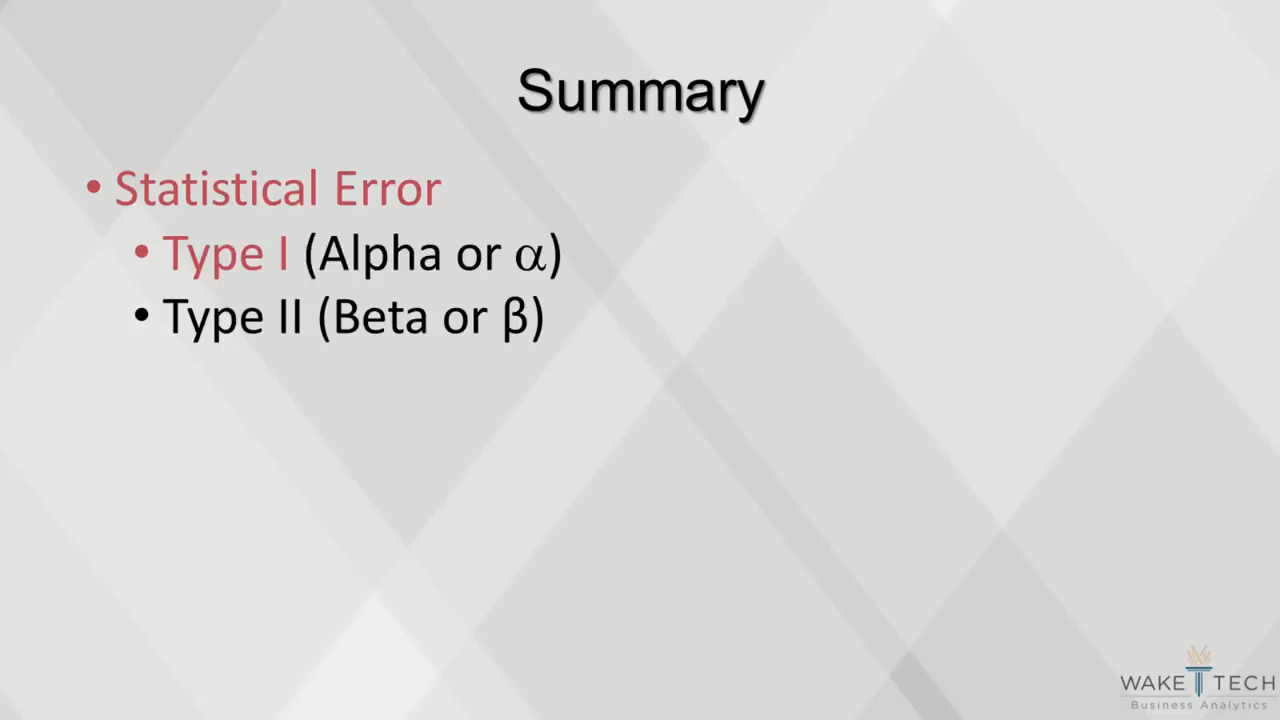 Summary
• Statistical Error
• Type I (Alpha or α)
• Type II (Beta or β)
WAKE TECH
Business Analytics